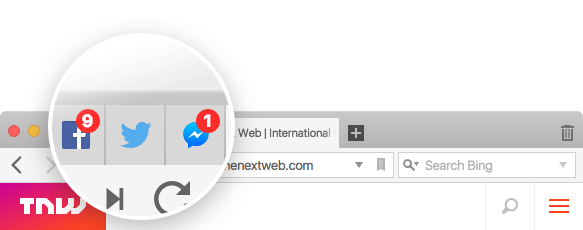 9
1
Web | International
henextweb.com
Search Bing
TNW